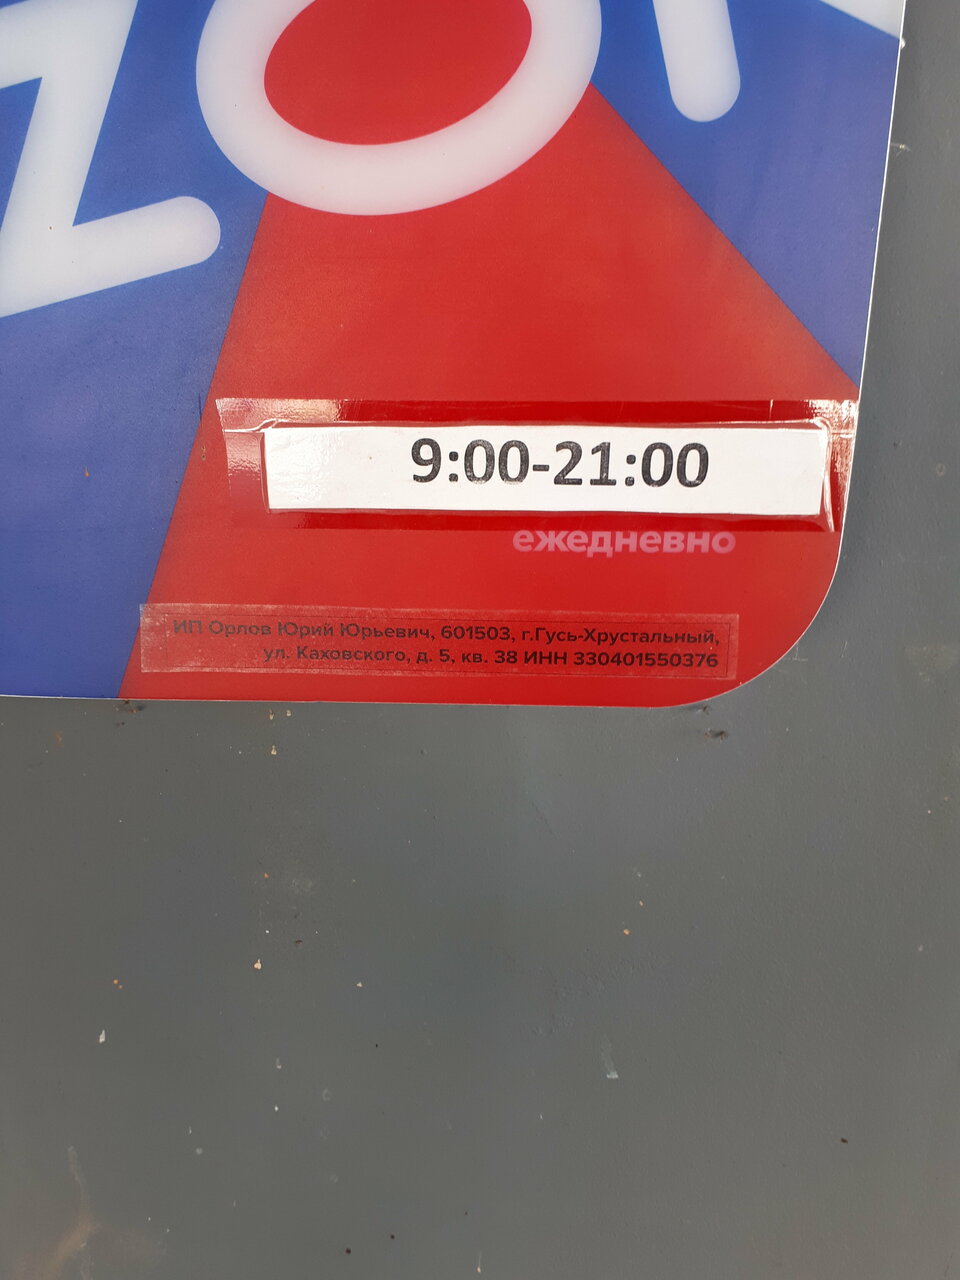 ZON
9:00-21:00
ежедневно
ИП Орлов Юрий Юрьевич, 601503, г.Гусь-Хрустальный,
ул. Каховского, д. 5, кв. 38 ИНН 330401550376